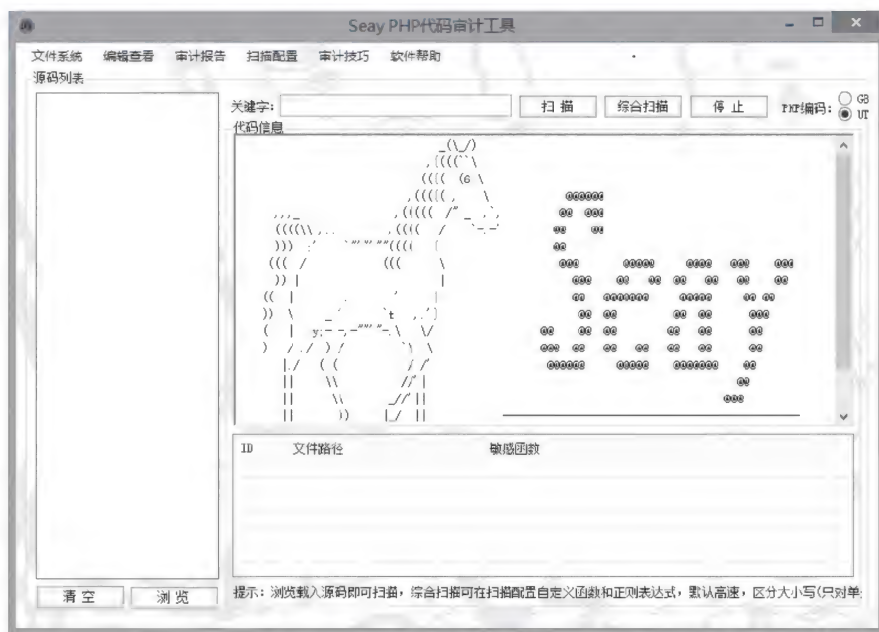 Seay PHP代码审计工具
文件系统 编辑查看 审计报告 扫描配置 审计技巧 软件帮助
源码列表
关键字: 扫 描 综合扫描 停 止 PHP编码: GB
UT
代码信息
Seay
ID 文件路径 敏感函数
清 空 浏 览
提示: 浏览载入源码即可扫描, 综合扫描可在扫描配置自定义函数和正则表达式, 默认高速, 区分大小写(只对单